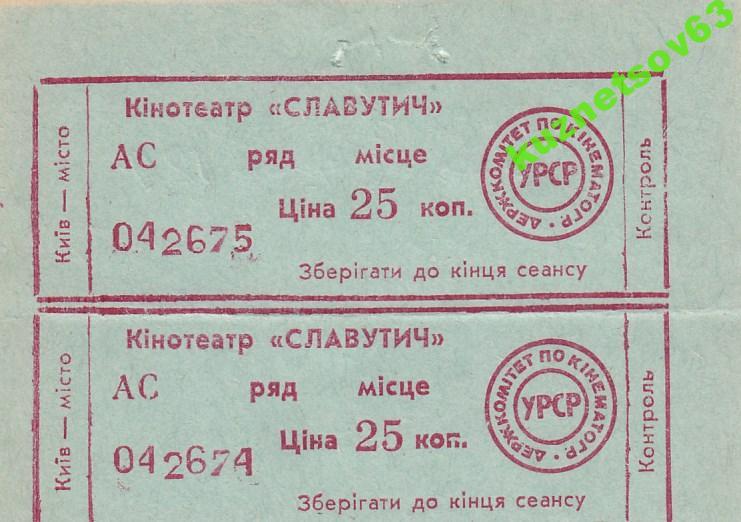 kuznetsov63
Київ — місто
Кінотеатр «СЛАВУТИЧ»
АС ряд місце
Ціна 25 коп.
042675
Зберігати до кінця сеансу
ДЕРЖКОМІТЕТ ПО КІНЕМАТОГР. •
УРСР
Контроль
Київ — місто
Кінотеатр «СЛАВУТИЧ»
АС ряд місце
Ціна 25 коп.
042674
Зберігати до кінця сеансу
ДЕРЖКОМІТЕТ ПО КІНЕМАТОГР. •
УРСР
Контроль